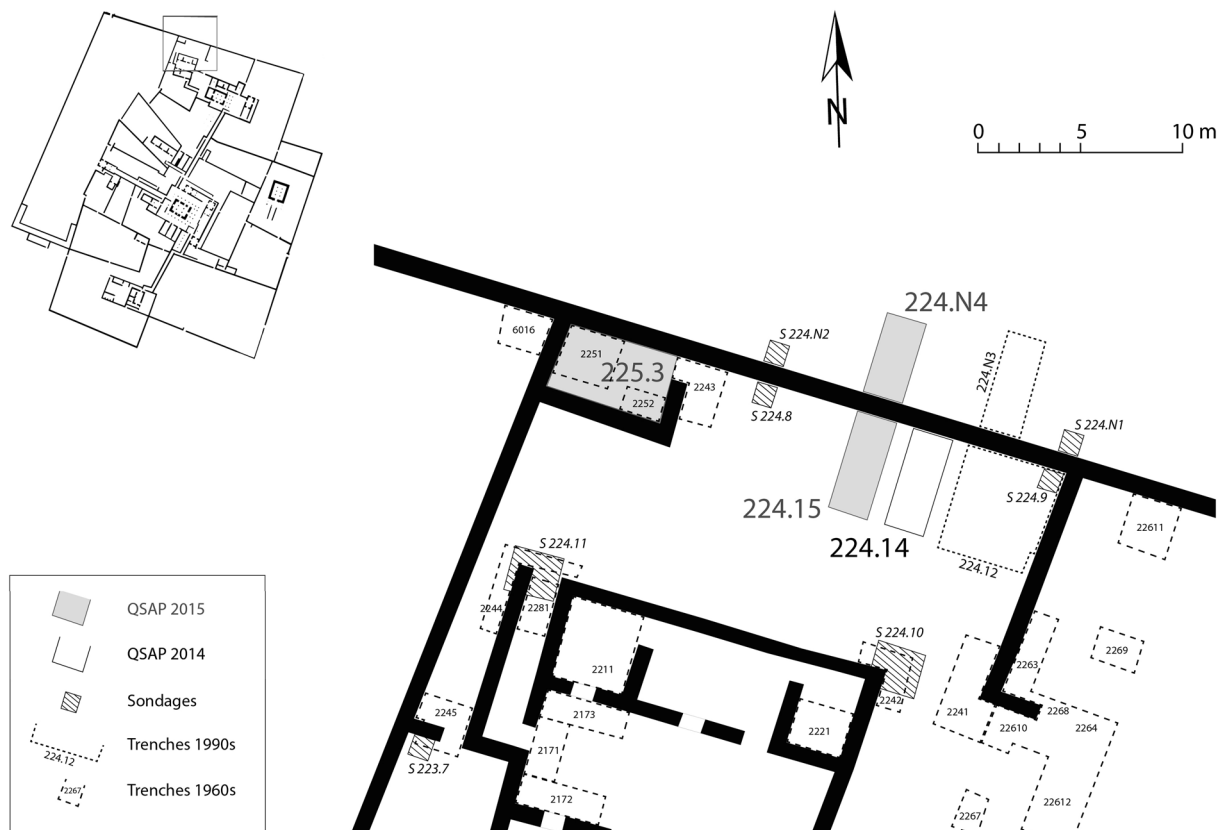 N
0 5 10 m
224.N4
S 224.N2
6016
2251
225.3
2243
2252
224.N3
S 224.8
S 224.N1
S 224.9
224.15
22611
224.14
224.12
S 224.11
2244
2281
S 224.10
2263
2269
2211
2242
2241
2268
2245
2173
2221
22610
2264
2171
S 223.7
2172
22612
2267
QSAP 2015
QSAP 2014
Sondages
Trenches 1990s
224.12
Trenches 1960s
2267